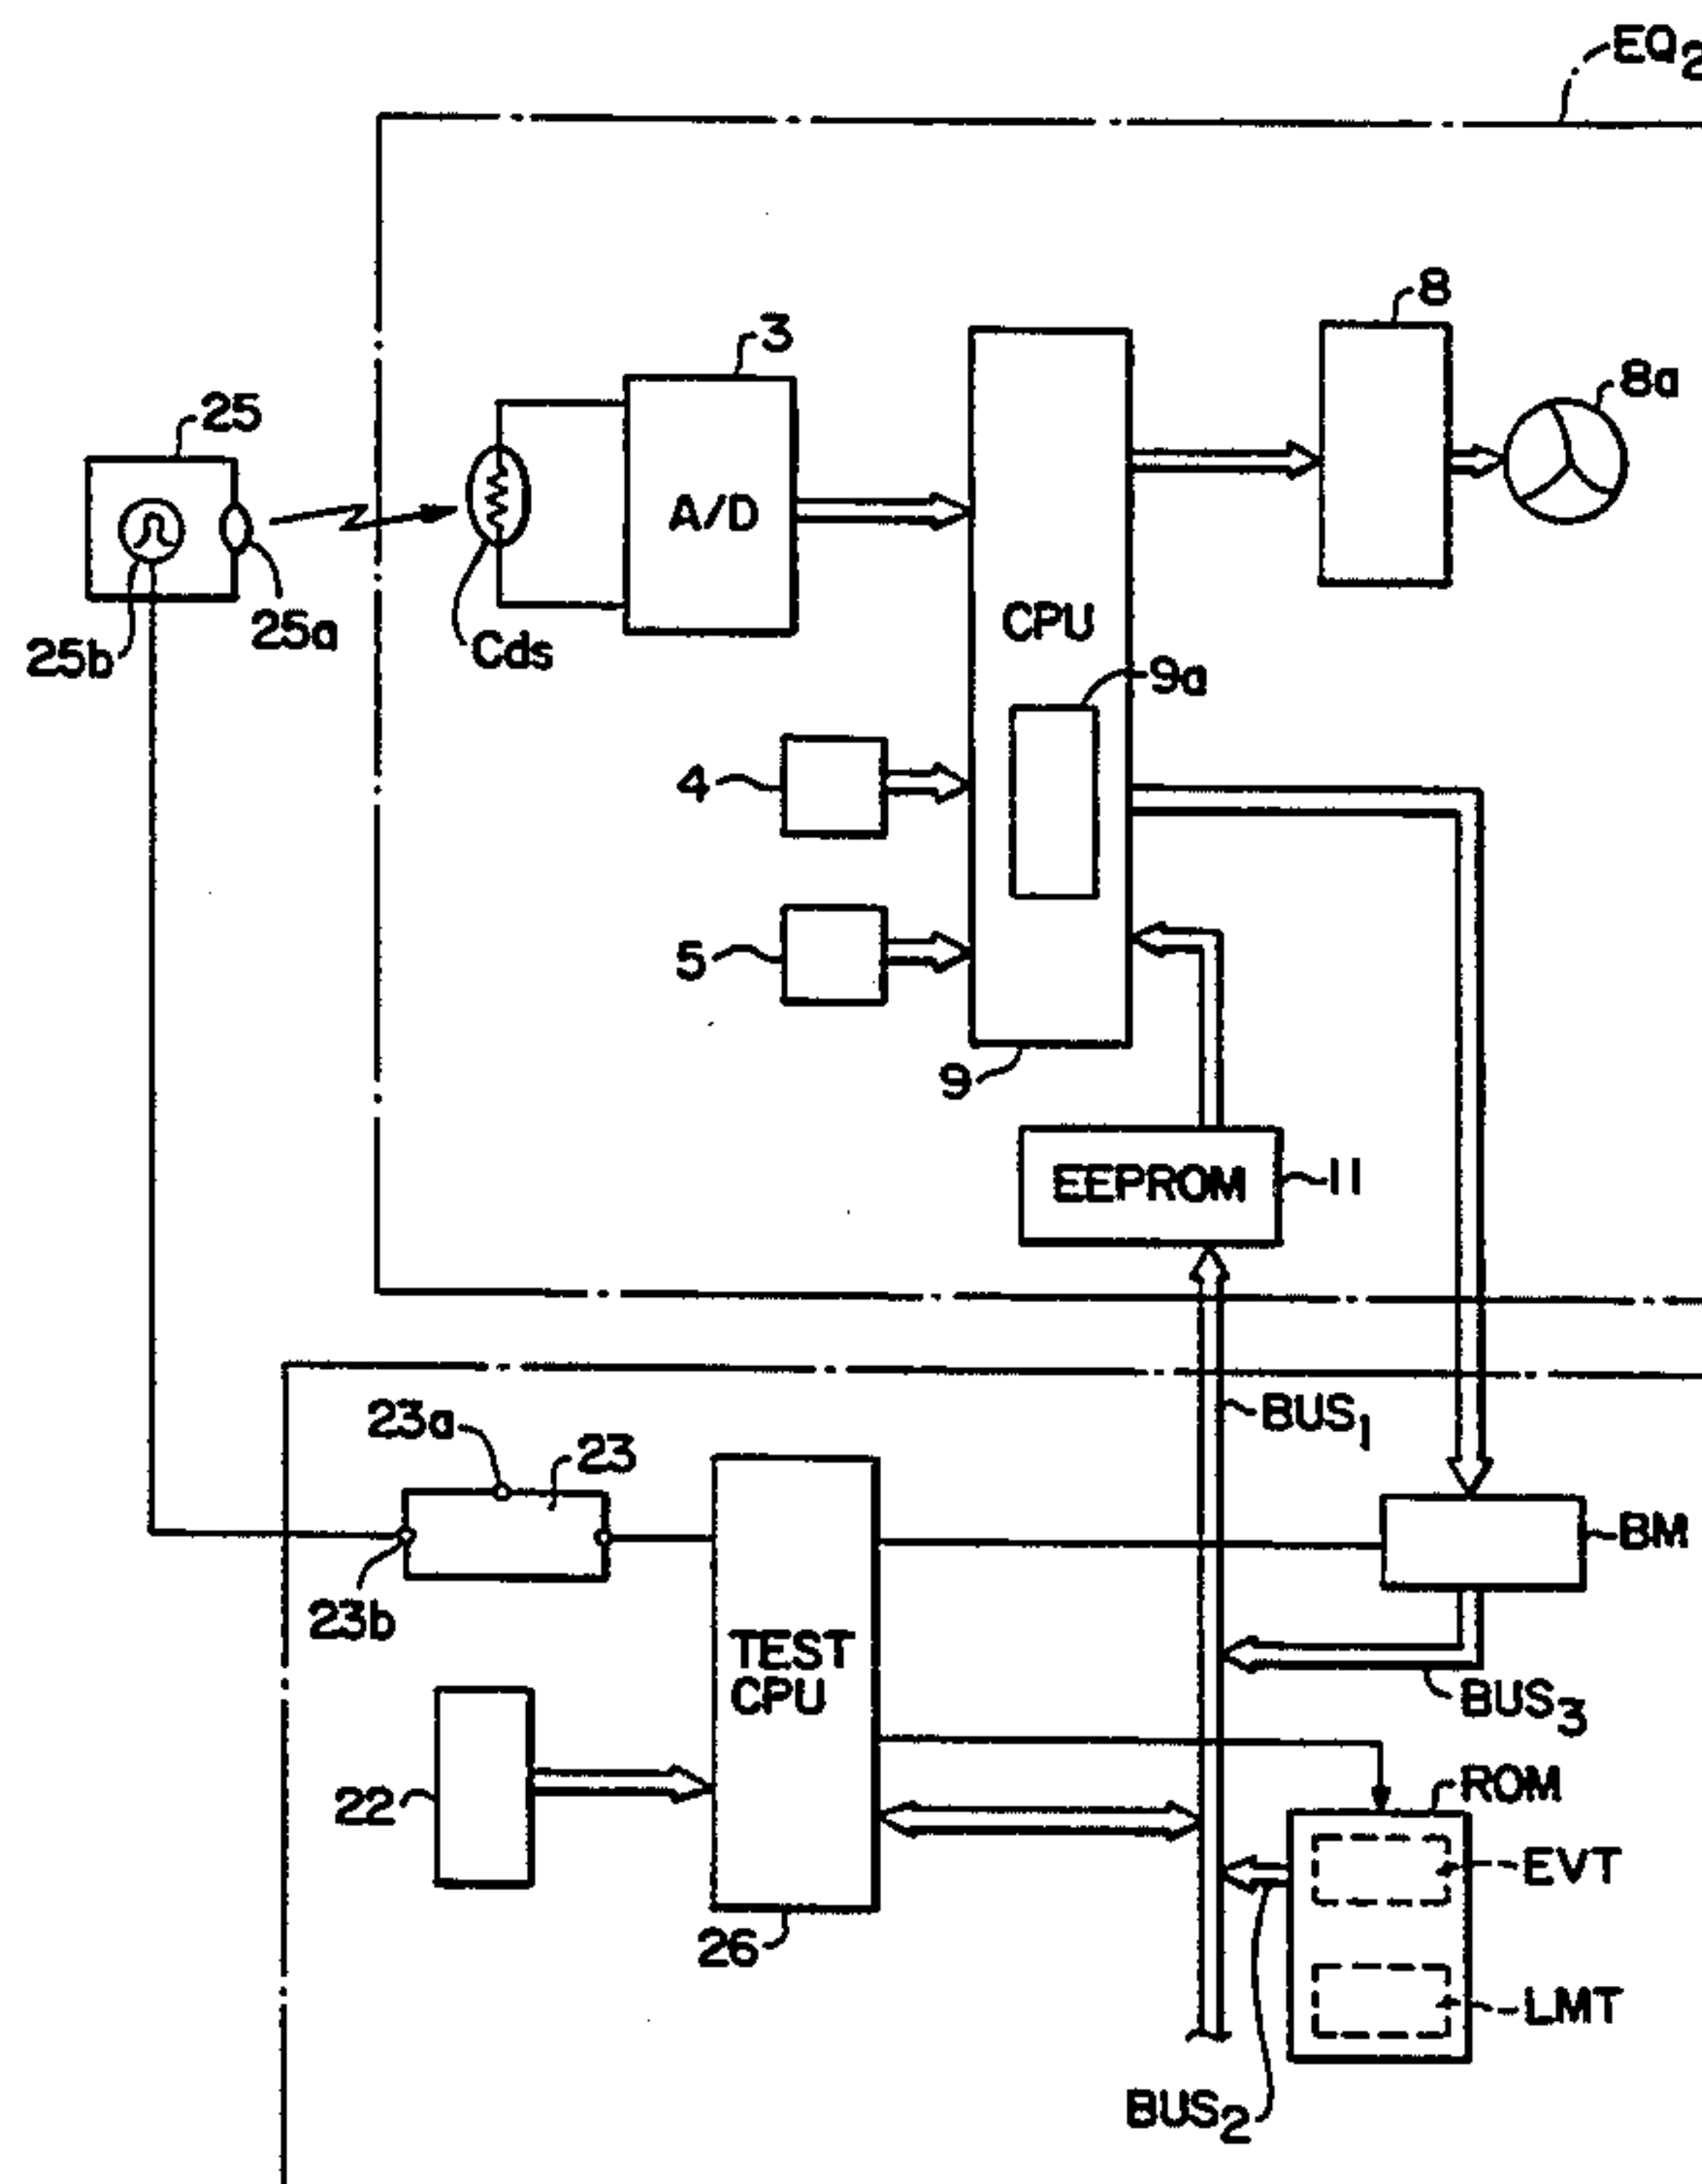 EQ2
8
3
8a
25
A/D
25a
CPU
25b
Cds
9a
4
5
9
EEPROM
11
BUS1
23a
23
BM
23b
TEST
CPU
BUS3
ROM
22
EVT
26
LMT
BUS2